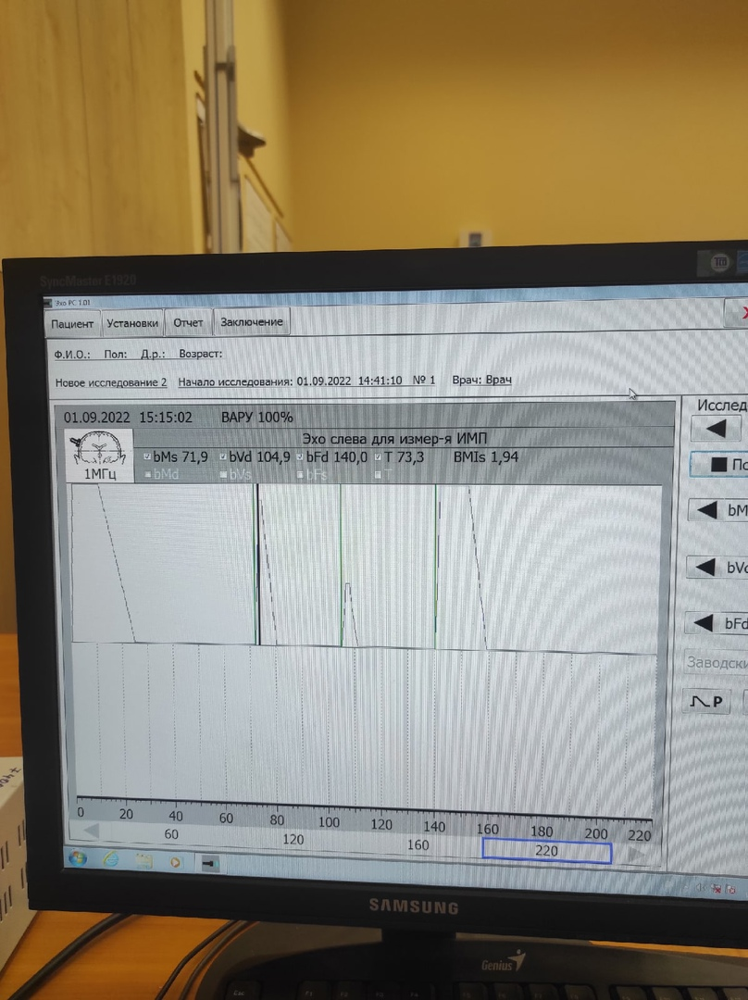 SyncMaster E1920
Эхо PC 1.01
Пациент Установки Отчет Заключение
Ф.И.О.: Пол: Д.р.: Возраст:
Новое исследование 2 Начало исследования: 01.09.2022 14:41:10 № 1 Врач: Врач
Исслед
01.09.2022 15:15:02 ВАРУ 100%
Эхо слева для измер-я ИМП
bMs 71,9 bVd 104,9 bFd 140,0 T 73,3 BMIs 1,94
1МГц bMd bVs bFs
По
bM
bVd
bFd
Заводски
P
0 20 40 60 80 100 120 140 160 180 200 220
60 120 160 220
SAMSUNG
Genius
Esc